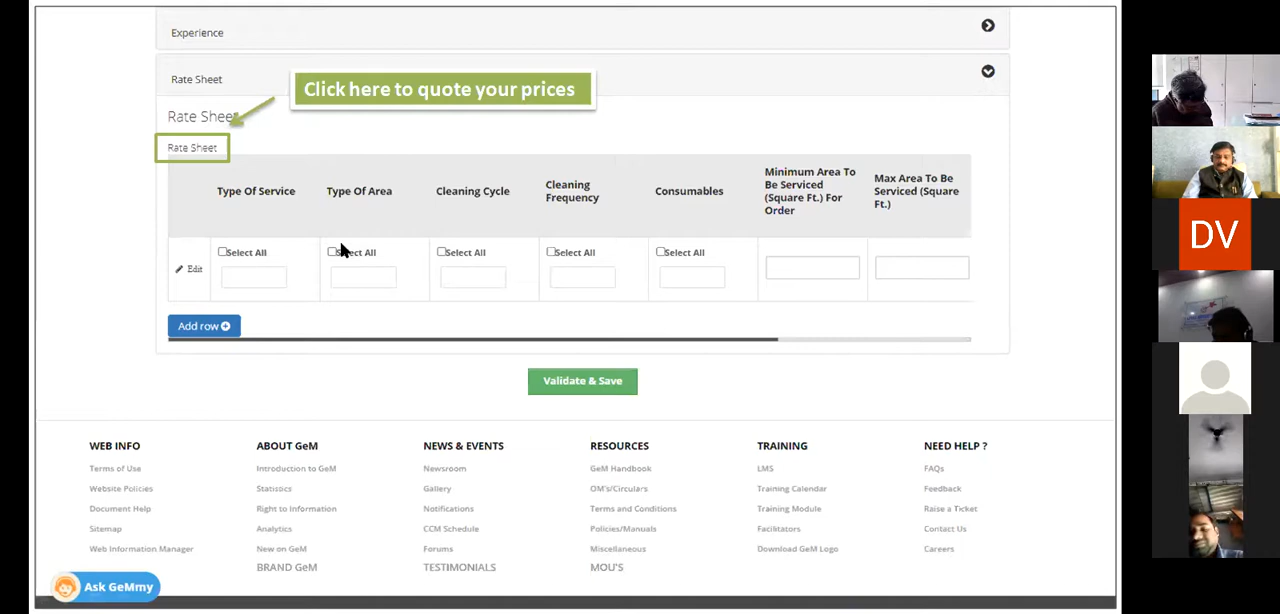 Experience
Rate Sheet
Click here to quote your prices
Rate Sheet
Type Of Service
Type Of Area
Cleaning Cycle
Cleaning Frequency
Consumables
Minimum Area To Be Serviced (Square Ft.) For Order
Max Area To Be Serviced (Square Ft.)
Edit
Select All
Select All
Select All
Select All
Add row
Validate & Save
WEB INFO
Terms of Use
Website Policies
Document Help
Sitemap
Web Information Manager
ABOUT GeM
Introduction to GeM
Statistics
Right to Information
Analytics
New on GeM
BRAND GeM
NEWS & EVENTS
Newsroom
Gallery
Notifications
CCM Schedule
Forums
TESTIMONIALS
RESOURCES
GeM Handbook
OM's/Circulars
Terms and Conditions
Policies/Manuals
Miscellaneous
MOU'S
TRAINING
LMS
Training Calendar
Training Module
Facilitators
Download GeM Logo
NEED HELP ?
FAQs
Feedback
Raise a Ticket
Contact Us
Careers
Ask GeMmy
DV